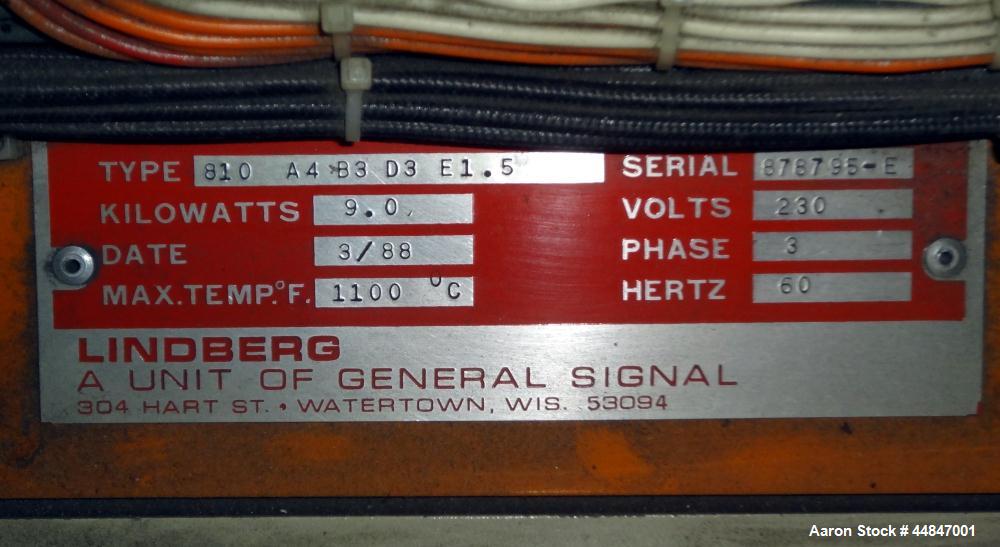 TYPE 810 A4 B3 D3 E1.5 SERIAL 878795-E
KILOWATTS 9.0 VOLTS 230
DATE 3/88 PHASE 3
MAX.TEMP.°F. 1100 °C HERTZ 60
LINDBERG
A UNIT OF GENERAL SIGNAL
304 HART ST. • WATERTOWN, WIS. 53094
Aaron Stock # 44847001